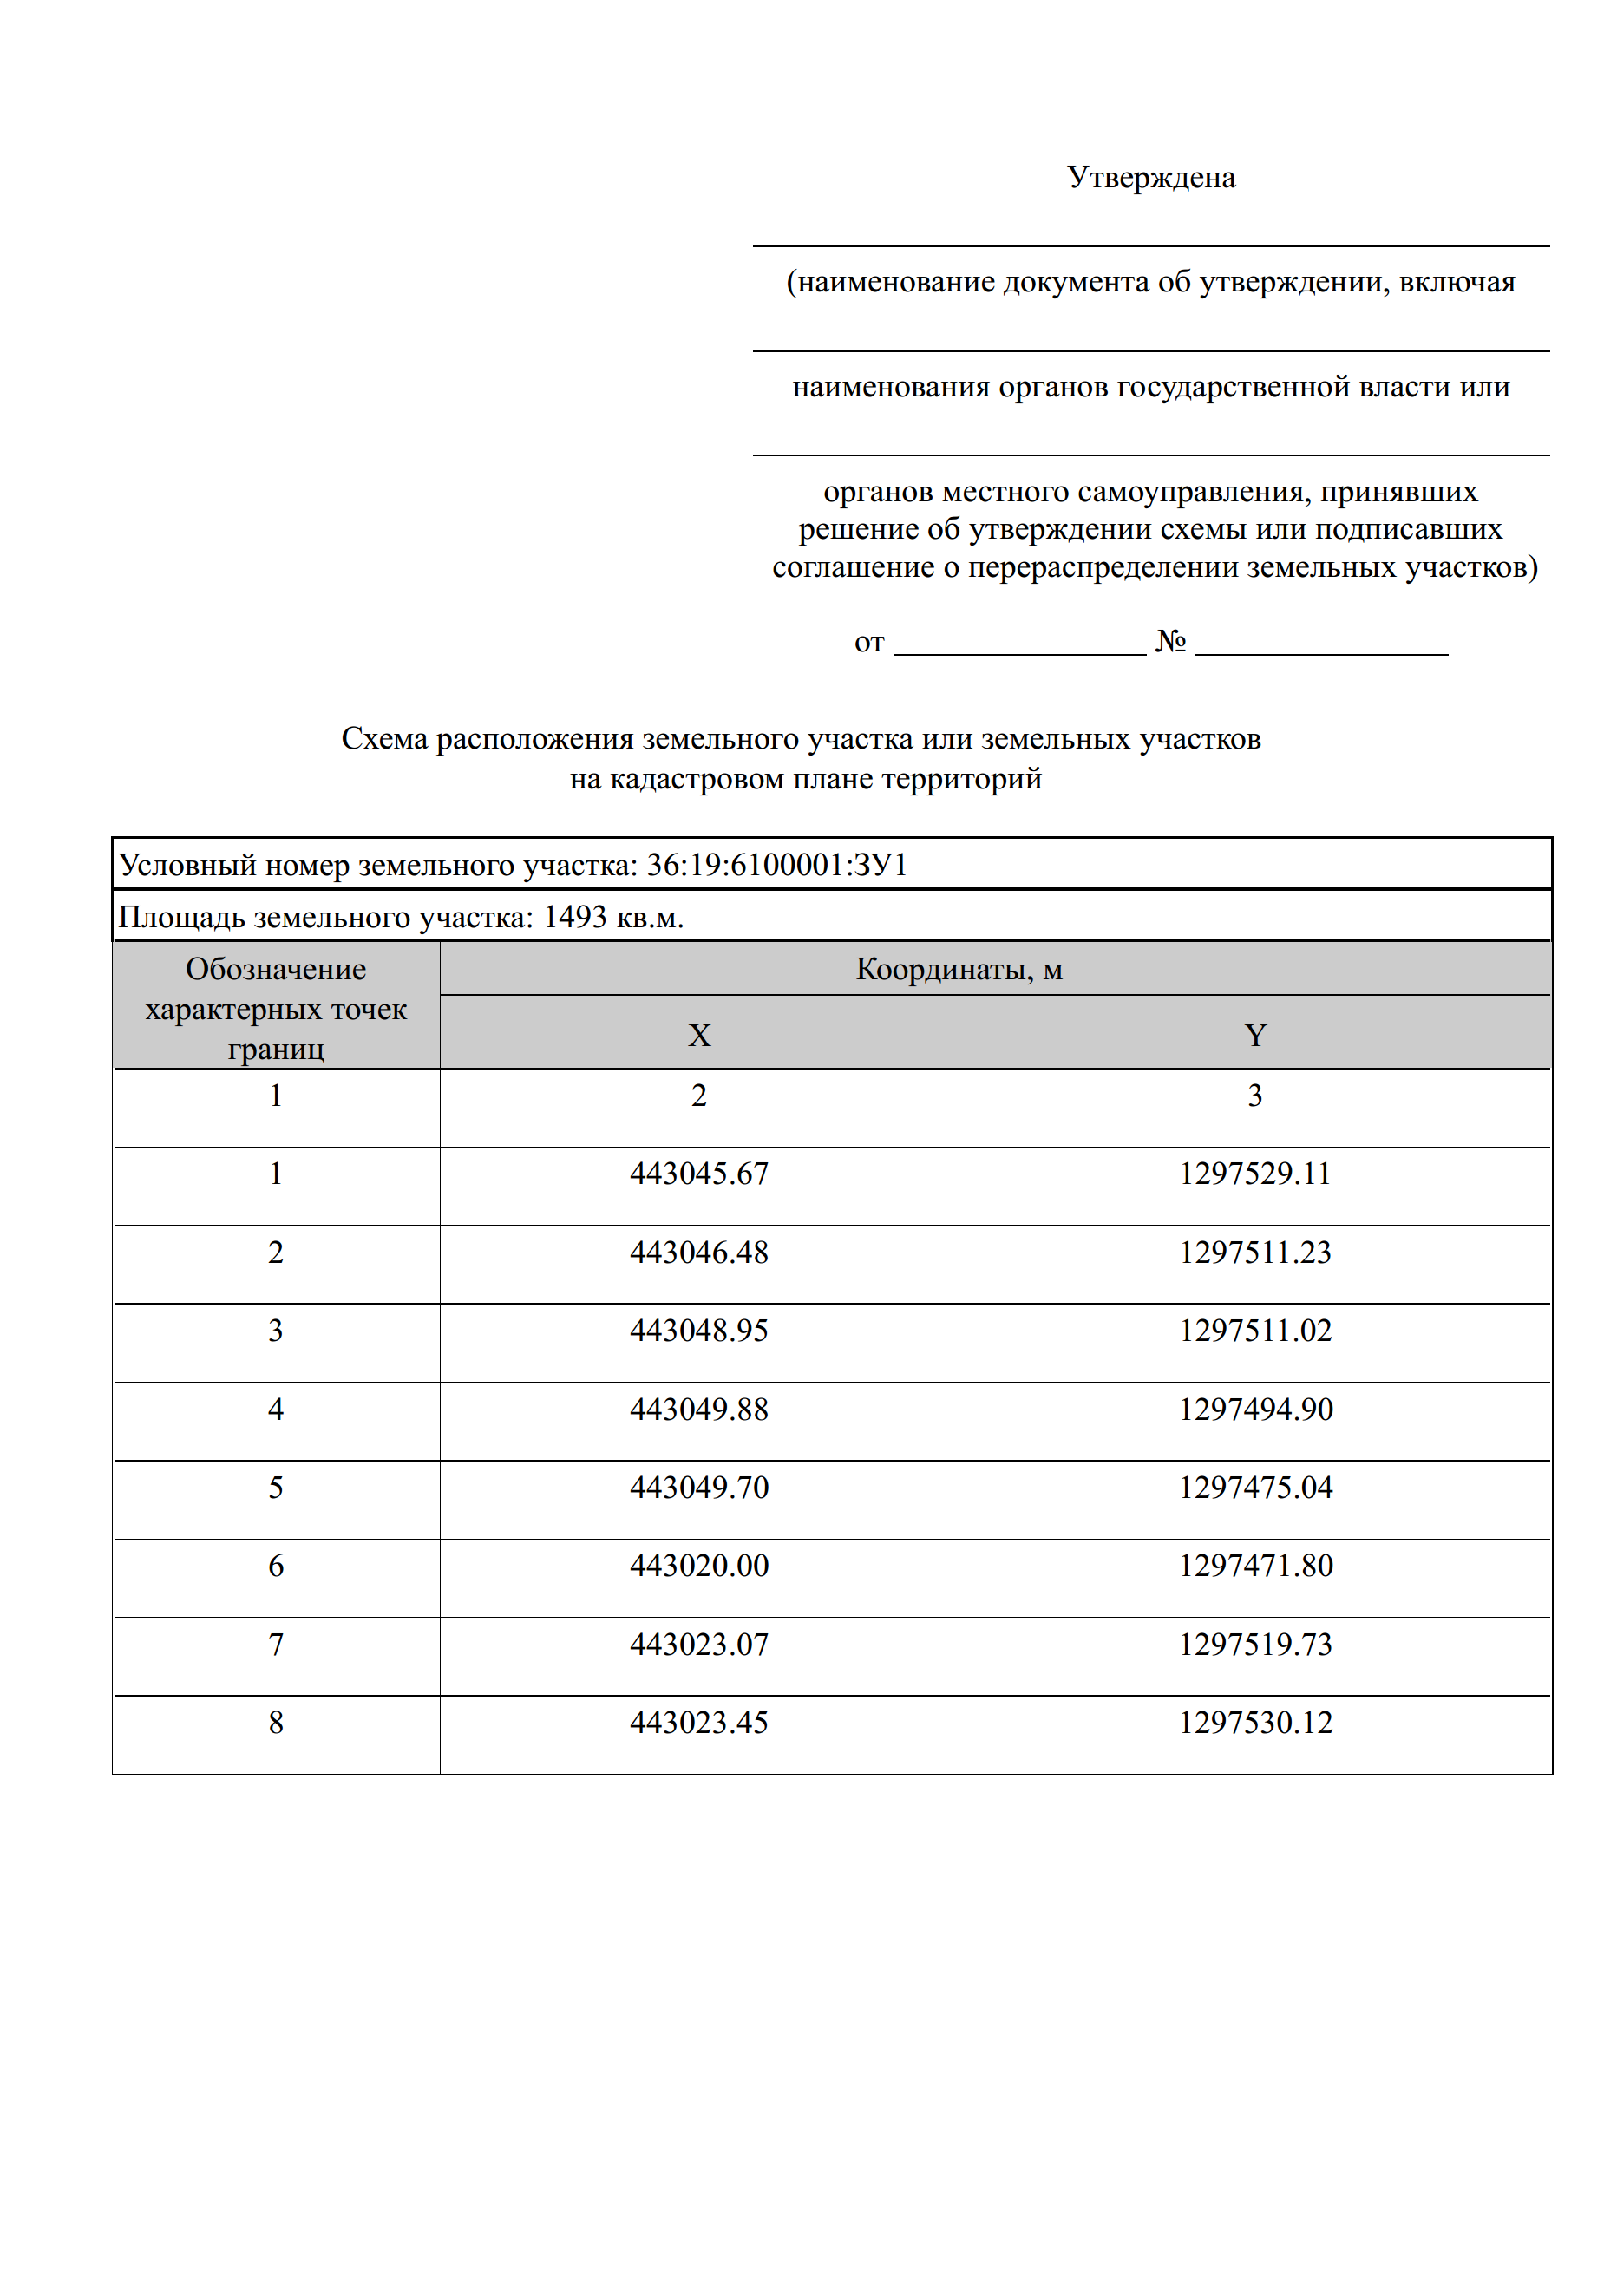 Утверждена
(наименование документа об утверждении, включая
наименования органов государственной власти или
органов местного самоуправления, принявших
решение об утверждении схемы или подписавших
соглашение о перераспределении земельных участков)
от ________________ № ________________
Схема расположения земельного участка или земельных участков
на кадастровом плане территорий
Условный номер земельного участка: 36:19:6100001:ЗУ1
Площадь земельного участка: 1493 кв.м.
Обозначение
характерных точек
границ
Координаты, м
X Y
1 2 3
1 443045.67 1297529.11
2 443046.48 1297511.23
3 443048.95 1297511.02
4 443049.88 1297494.90
5 443049.70 1297475.04
6 443020.00 1297471.80
7 443023.07 1297519.73
8 443023.45 1297530.12